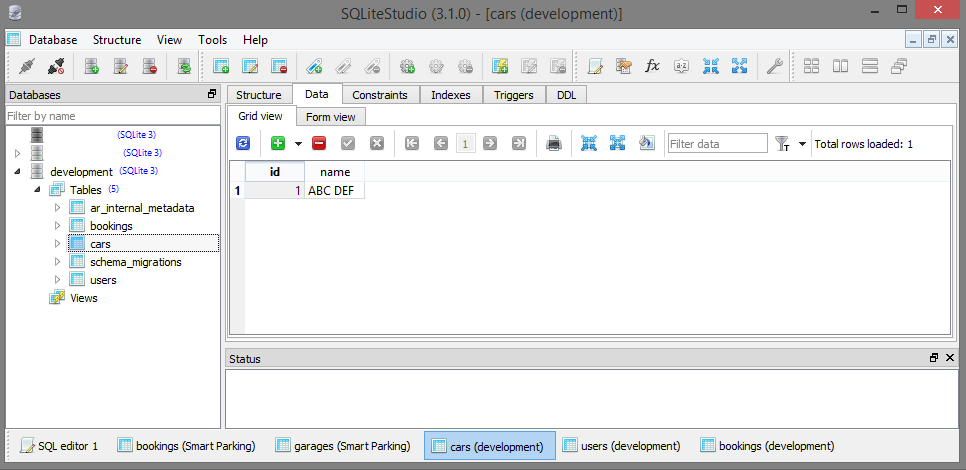 SQLiteStudio (3.1.0) - [cars (development)]
Database Structure View Tools Help
fx a-z
Databases
Filter by name
(SQLite 3)
(SQLite 3)
development (SQLite 3)
Tables (5)
ar_internal_metadata
bookings
cars
schema_migrations
users
Views
Structure Data Constraints Indexes Triggers DDL
Grid view Form view
1 Filter data T Total rows loaded: 1
id name
1 1 ABC DEF
Status
SQL editor 1 bookings (Smart Parking) garages (Smart Parking) cars (development) users (development) bookings (development)